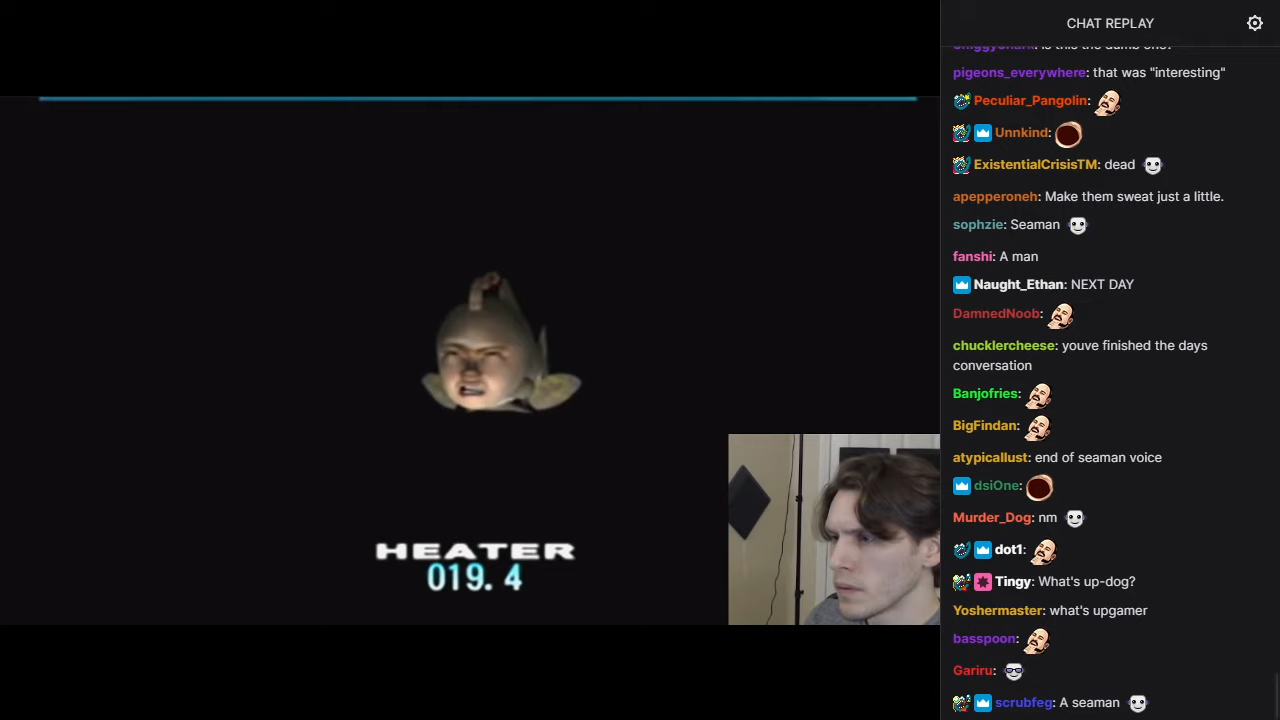 CHAT REPLAY
pigeons_everywhere: that was "interesting"
Peculiar_Pangolin:
Unnkind:
ExistentialCrisisTM: dead
apepperoneh: Make them sweat just a little.
sophzie: Seaman
fanshi: A man
Naught_Ethan: NEXT DAY
DamnedNoob:
chucklercheese: youve finished the days
conversation
Banjofries:
BigFindan:
atypicallust: end of seaman voice
dsiOne:
Murder_Dog: nm
dot1:
Tingy: What's up-dog?
Yoshermaster: what's upgamer
basspoon:
Gariru:
scrubfeg: A seaman
HEATER
019.4